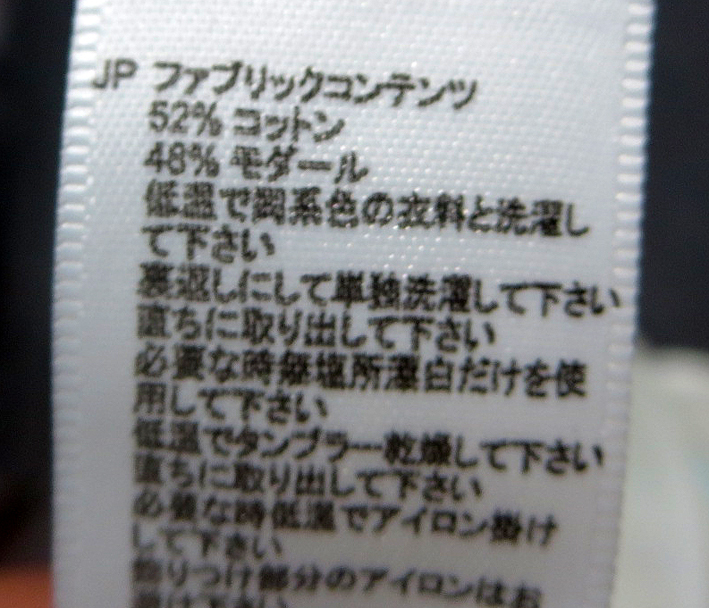 JP ファブリックコンテンツ
52% コットン
48% モダール
低温で同系色の衣料と洗濯し
て下さい
裏返しにして単独洗濯して下さい
直ちに取り出して下さい
必要な時無塩所漂白だけを使
用して下さい
低温でタンブラー乾燥して下さい
直ちに取り出して下さい
必要な時低温でアイロン掛け
して下さい
飾りつけ部分のアイロンはお
避け下さい